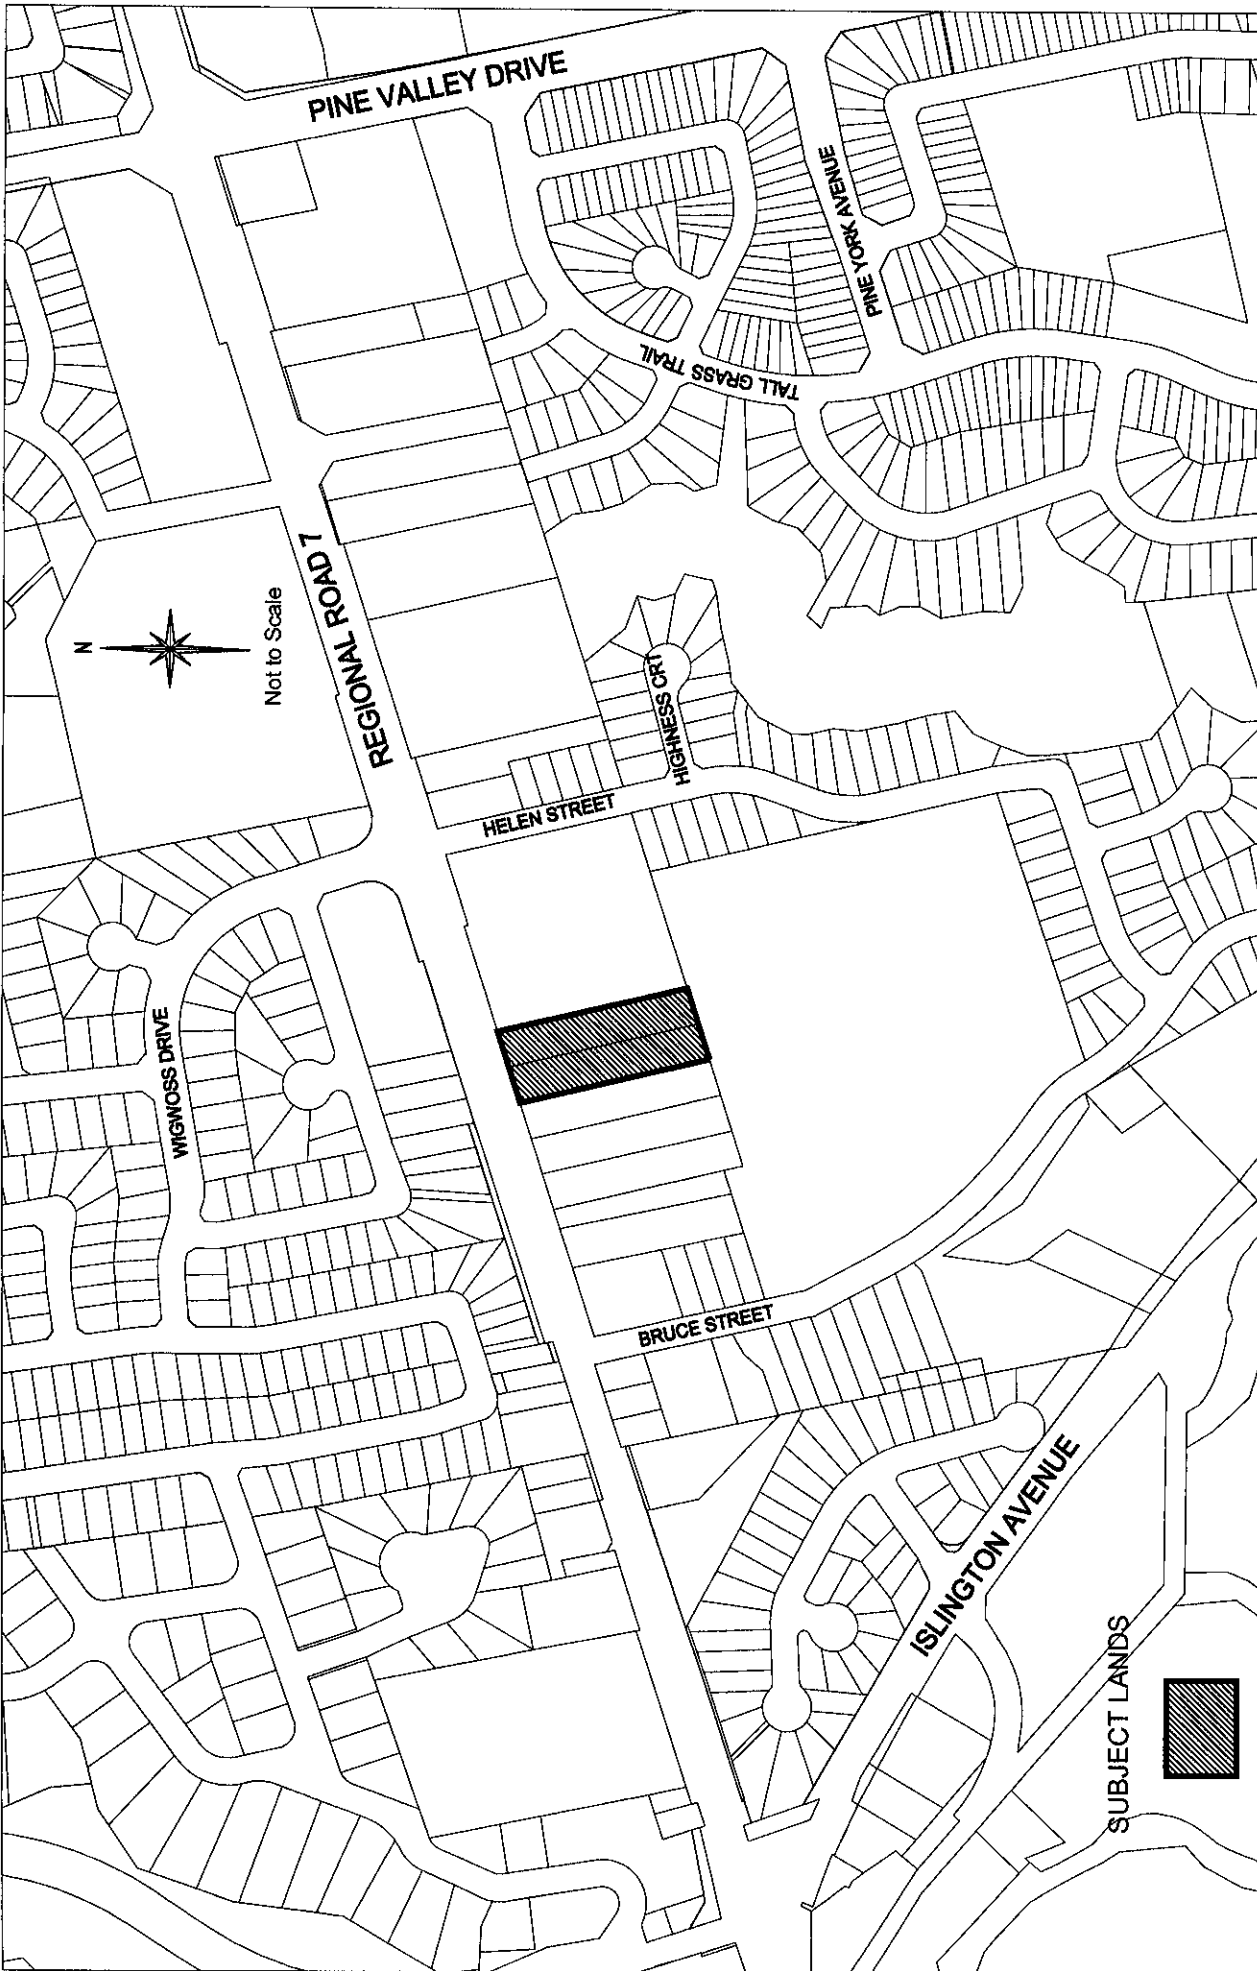 PINE VALLEY DRIVE
PINE YORK AVENUE
TALL GRASS TRAIL
REGIONAL ROAD 7
N
Not to Scale
HIGHNESS CRT
HELEN STREET
WIGWOSS DRIVE
BRUCE STREET
ISLINGTON AVENUE
SUBJECT LANDS